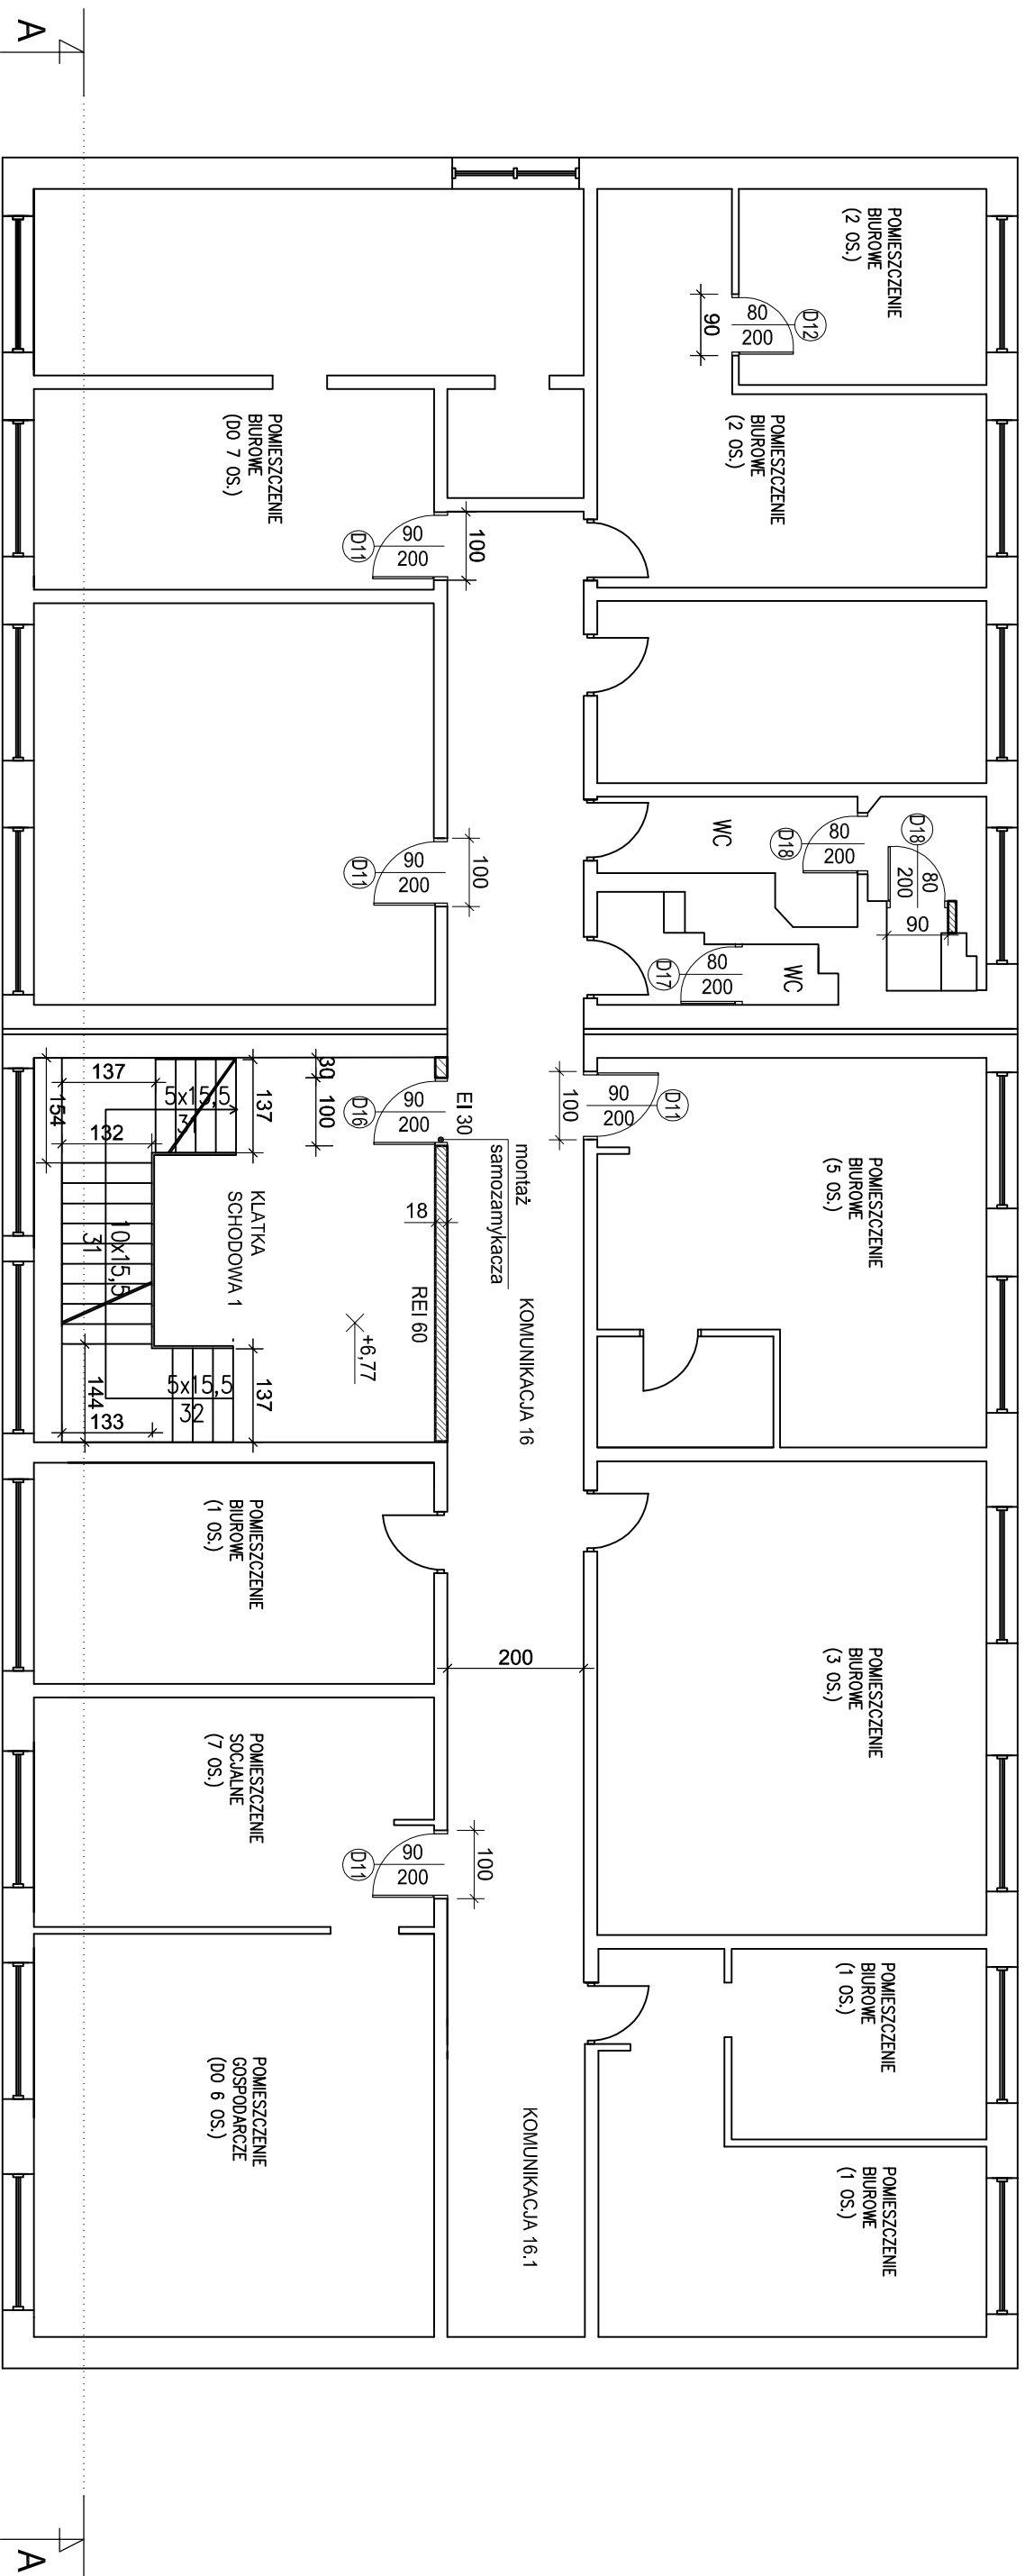 A
POMIESZCZENIE
BIUROWE
(2 OS.)
D12
80
200
90
POMIESZCZENIE
BIUROWE
(2 OS.)
POMIESZCZENIE
BIUROWE
(DO 7 OS.)
100
90
200
D11
100
90
200
D11
WC
80
200
D18
D18
80
200
90
WC
80
200
D17
30
100
90
200
D16
EI 30
montaż
samozamykacza
100
90
200
D11
POMIESZCZENIE
BIUROWE
(5 OS.)
137
154
132
5x15,5
31
137
KLATKA
SCHODOWA 1
10x15,5
31
18
REI 60
+6,77
KOMUNIKACJA 16
5x15,5
32
137
144
133
POMIESZCZENIE
BIUROWE
(1 OS.)
200
POMIESZCZENIE
BIUROWE
(3 OS.)
POMIESZCZENIE
SOCJALNE
(7 OS.)
100
90
200
D11
POMIESZCZENIE
BIUROWE
(1 OS.)
POMIESZCZENIE
GOSPODARCZE
(DO 6 OS.)
KOMUNIKACJA 16.1
POMIESZCZENIE
BIUROWE
(1 OS.)
A